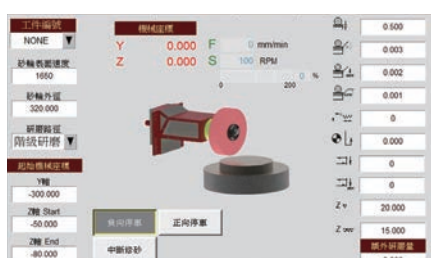 工件編號
NONE
砂輪表面速度
1650
砂輪外徑
320.000
研磨路徑
階級研磨
起始機械座標
Y軸
-300.000
Z軸 Start
-50.000
Z軸 End
-80.000
機械座標
Y 0.000 F 0 mm/min
Z 0.000 S 100 RPM
0 %
0 200
負向停車
正向停車
中斷修砂
0.500
0.003
0.002
0.001
0
0.000
0
0
Z
20.000
Z
15.000
額外研磨量